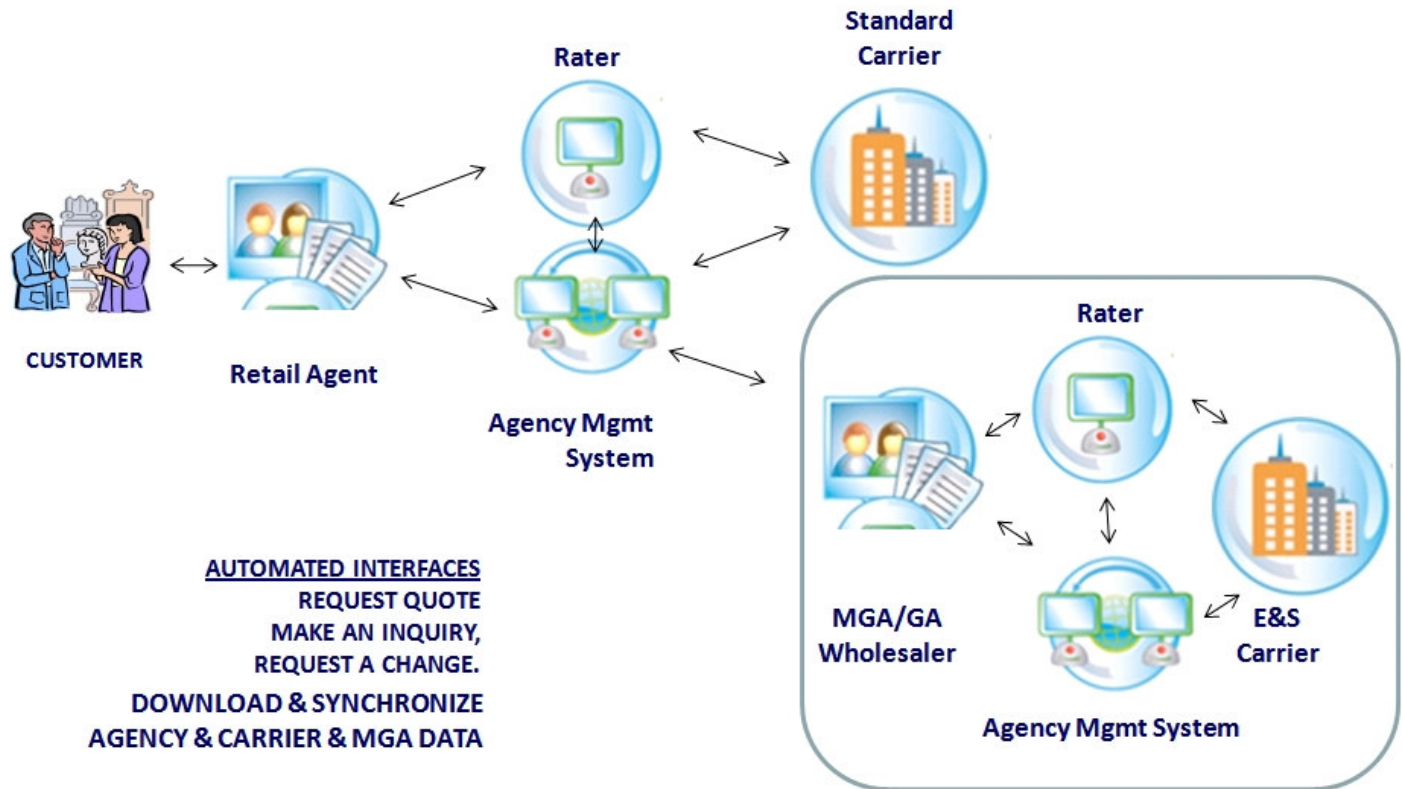 Standard
Carrier
Rater
CUSTOMER
Retail Agent
Agency Mgmt
System
Rater
MGA/GA
Wholesaler
E&S
Carrier
Agency Mgmt System
AUTOMATED INTERFACES
REQUEST QUOTE
MAKE AN INQUIRY,
REQUEST A CHANGE.
DOWNLOAD & SYNCHRONIZE
AGENCY & CARRIER & MGA DATA